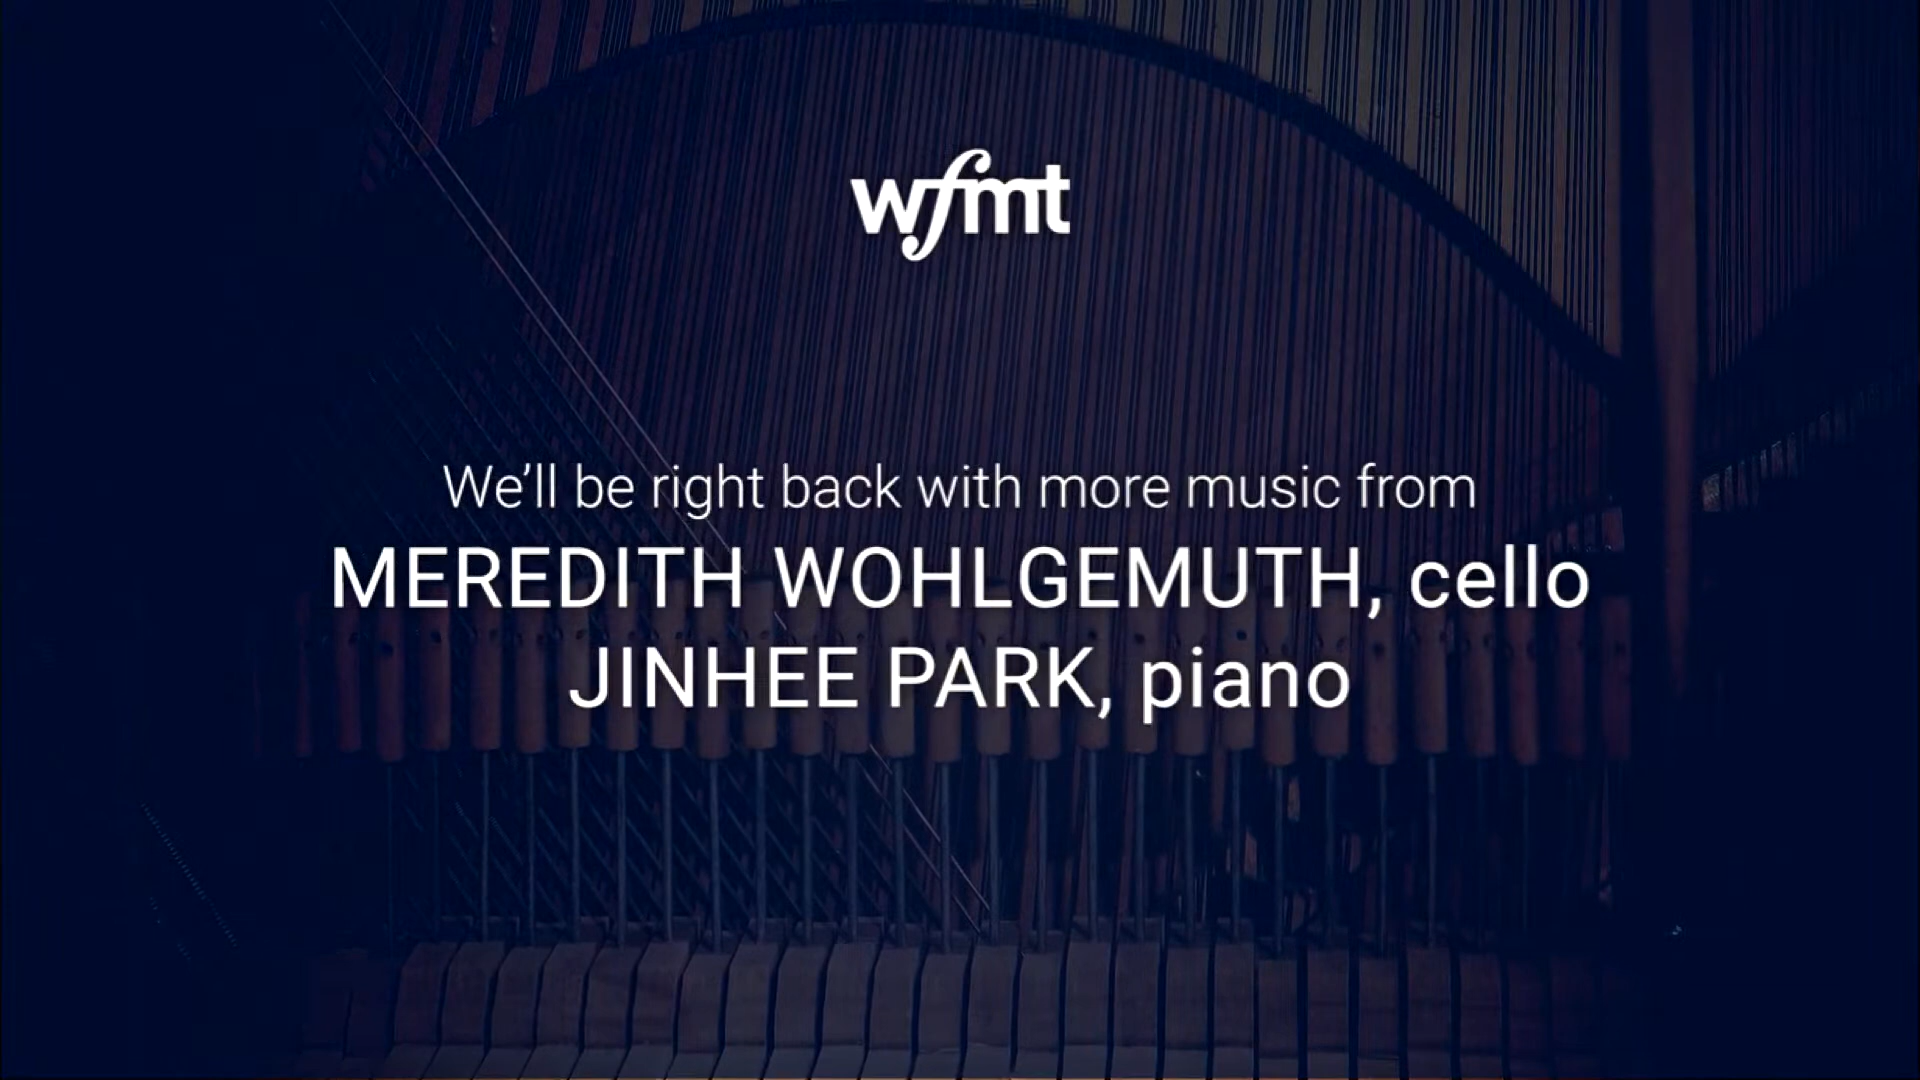 wfmt
We’ll be right back with more music from
MEREDITH WOHLGEMUTH, cello
JINHEE PARK, piano